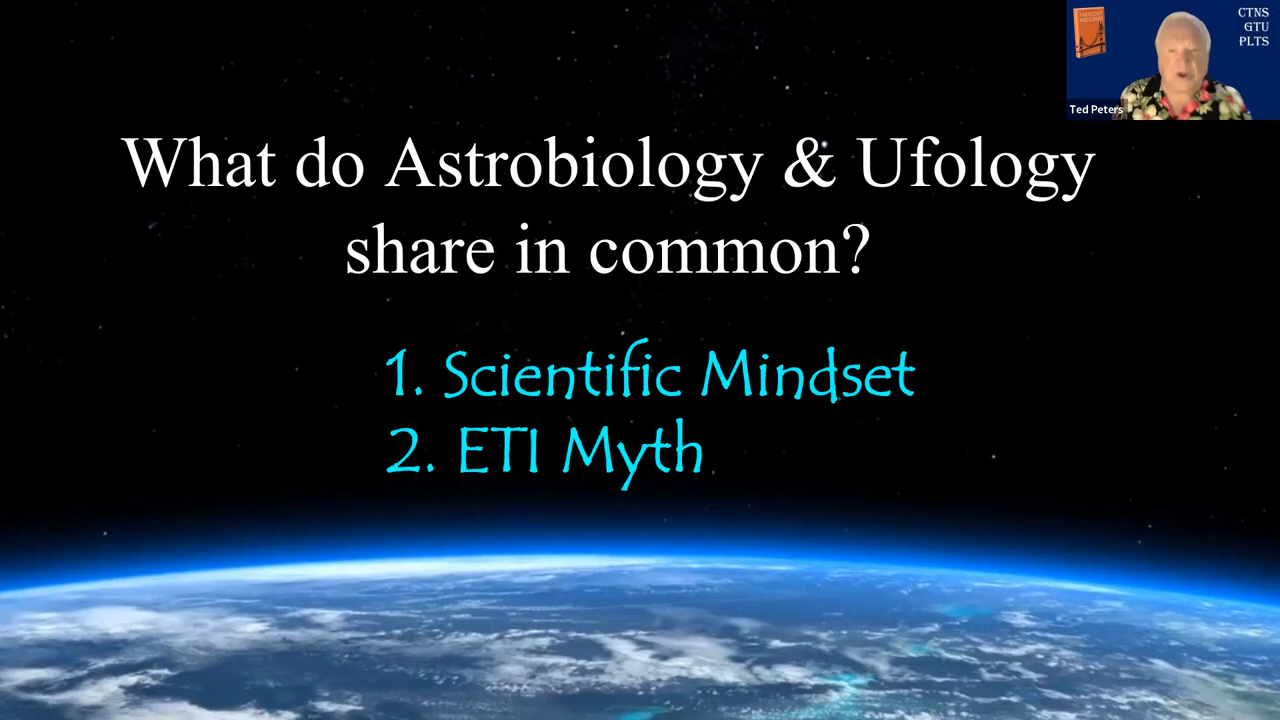 What do Astrobiology & Ufology
share in common?
1. Scientific Mindset
2. ETI Myth
CTNS
GTU
PLTS
Ted Peters